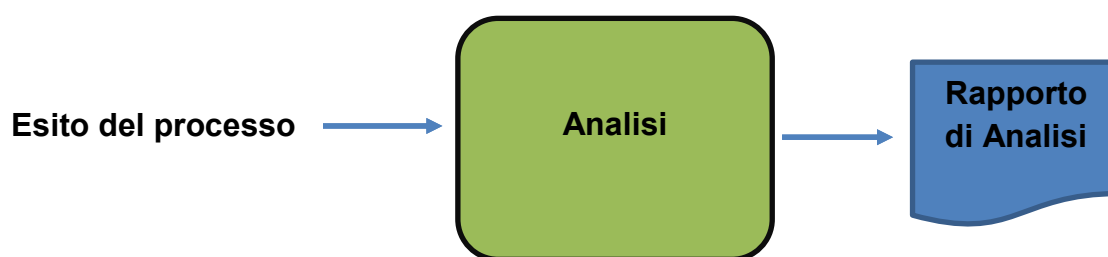 Esito del processo
Analisi
Rapporto
di Analisi